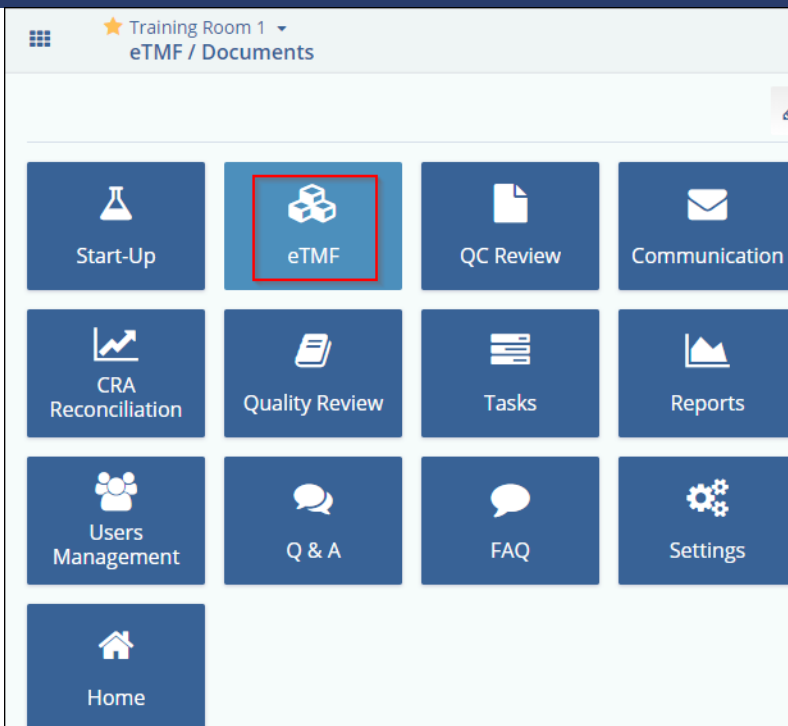 Training Room 1
eTMF / Documents
Start-Up
eTMF
QC Review
Communication
CRA
Reconciliation
Quality Review
Tasks
Reports
Users
Management
Q & A
FAQ
Settings
Home